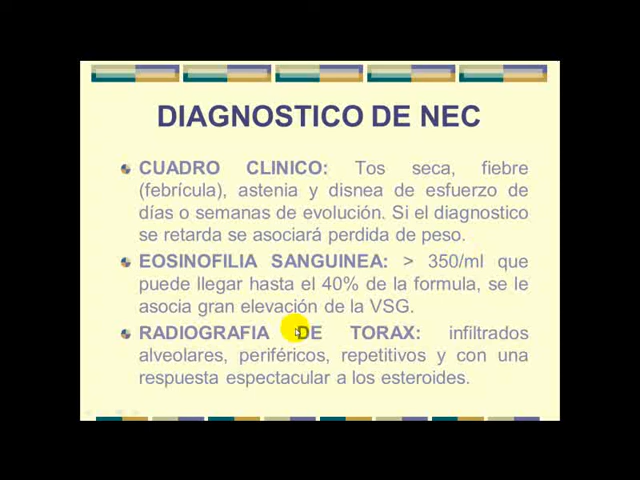 DIAGNOSTICO DE NEC
CUADRO CLINICO: Tos seca, fiebre
(febrícula), astenia y disnea de esfuerzo de
días o semanas de evolución. Si el diagnostico
se retarda se asociará perdida de peso.
EOSINOFILIA SANGUINEA: > 350/ml que
puede llegar hasta el 40% de la formula, se le
asocia gran elevación de la VSG.
RADIOGRAFIA DE TORAX: infiltrados
alveolares, periféricos, repetitivos y con una
respuesta espectacular a los esteroides.